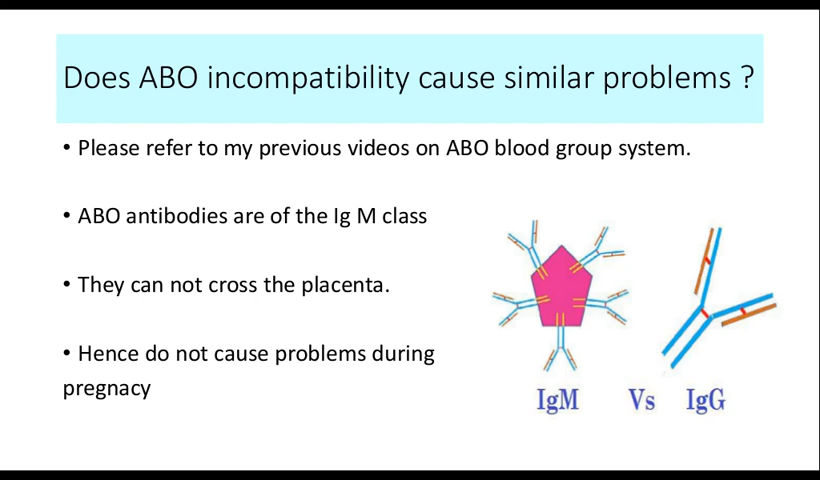 Does ABO incompatibility cause similar problems ?
• Please refer to my previous videos on ABO blood group system.
• ABO antibodies are of the Ig M class
• They can not cross the placenta.
• Hence do not cause problems during
pregnacy
IgM Vs IgG